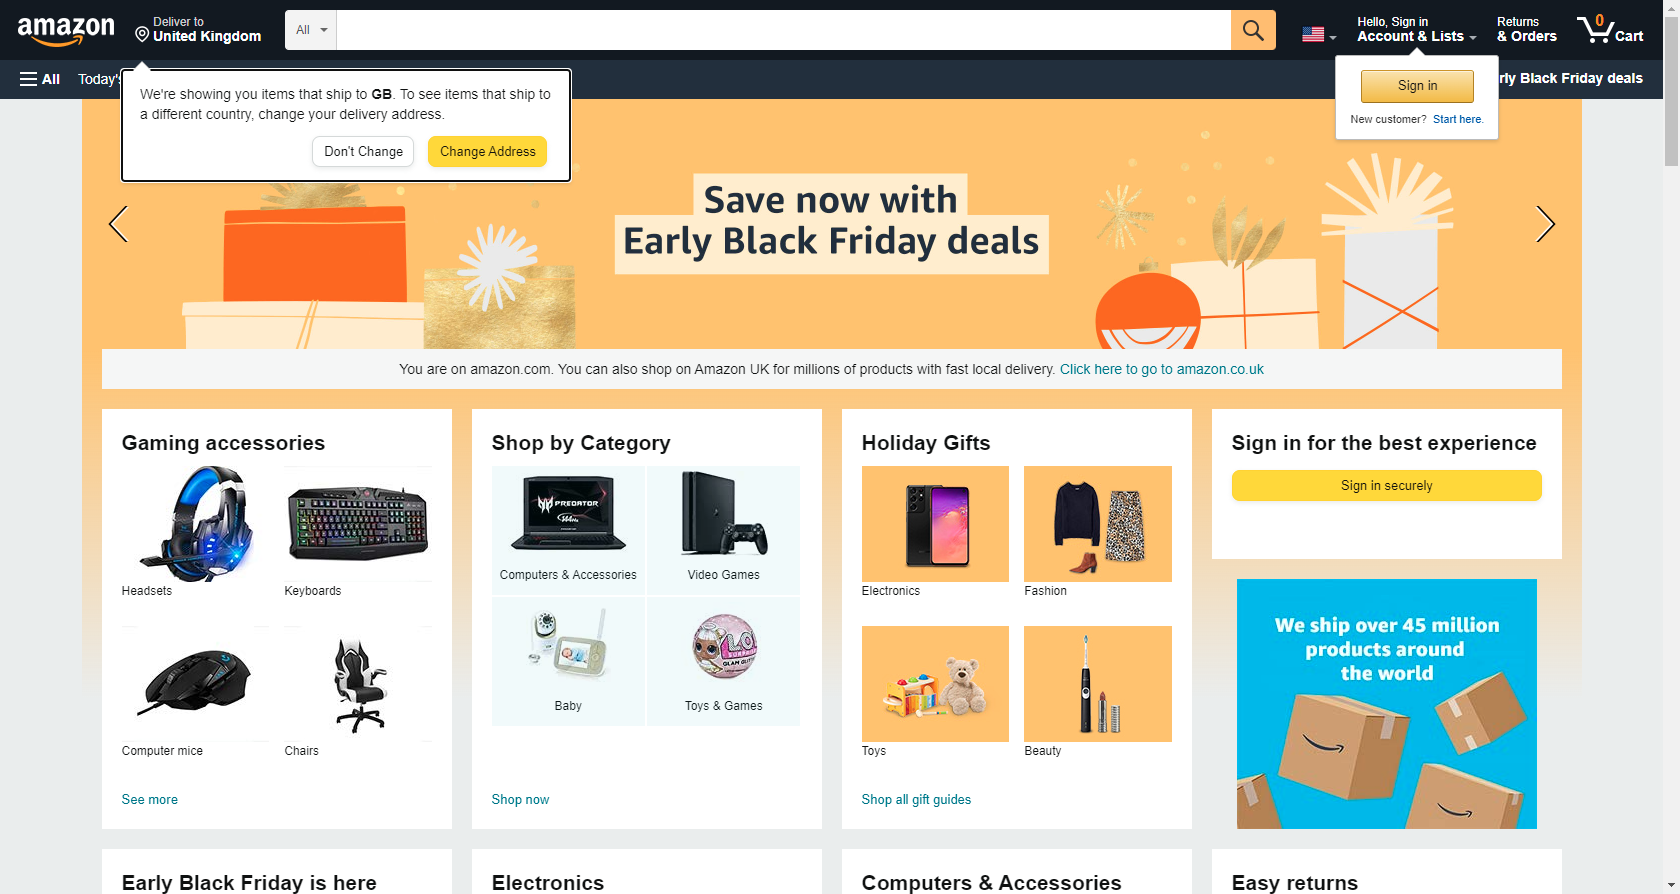 amazon
Deliver to
United Kingdom
All
Hello, Sign in
Account & Lists
Returns
& Orders
0
Cart
All
Today's
rly Black Friday deals
We're showing you items that ship to GB. To see items that ship to
a different country, change your delivery address.
Don't Change
Change Address
Sign in
New customer? Start here.
Save now with
Early Black Friday deals
You are on amazon.com. You can also shop on Amazon UK for millions of products with fast local delivery. Click here to go to amazon.co.uk
Gaming accessories
Headsets
Keyboards
Computer mice
Chairs
See more
Shop by Category
PREDATOR
Computers & Accessories
Video Games
L.O.L.
SURPRISE!
GLAM GLITTER
Baby
Toys & Games
Shop now
Holiday Gifts
Electronics
Fashion
Toys
Beauty
Shop all gift guides
Sign in for the best experience
Sign in securely
We ship over 45 million
products around
the world
Early Black Friday is here
Electronics
Computers & Accessories
Easy returns